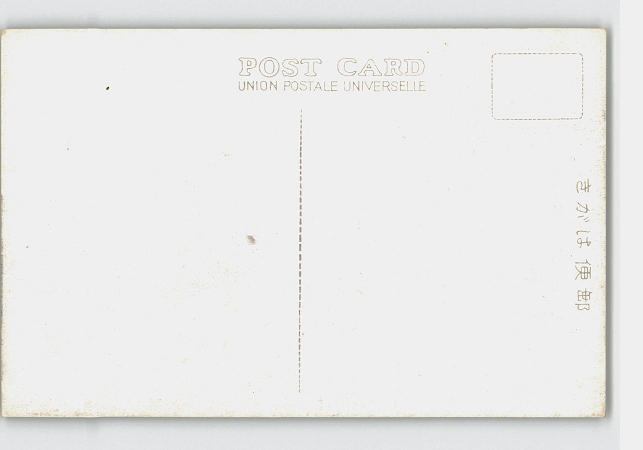 POST CARD
UNION POSTALE UNIVERSELLE
郵便はがき